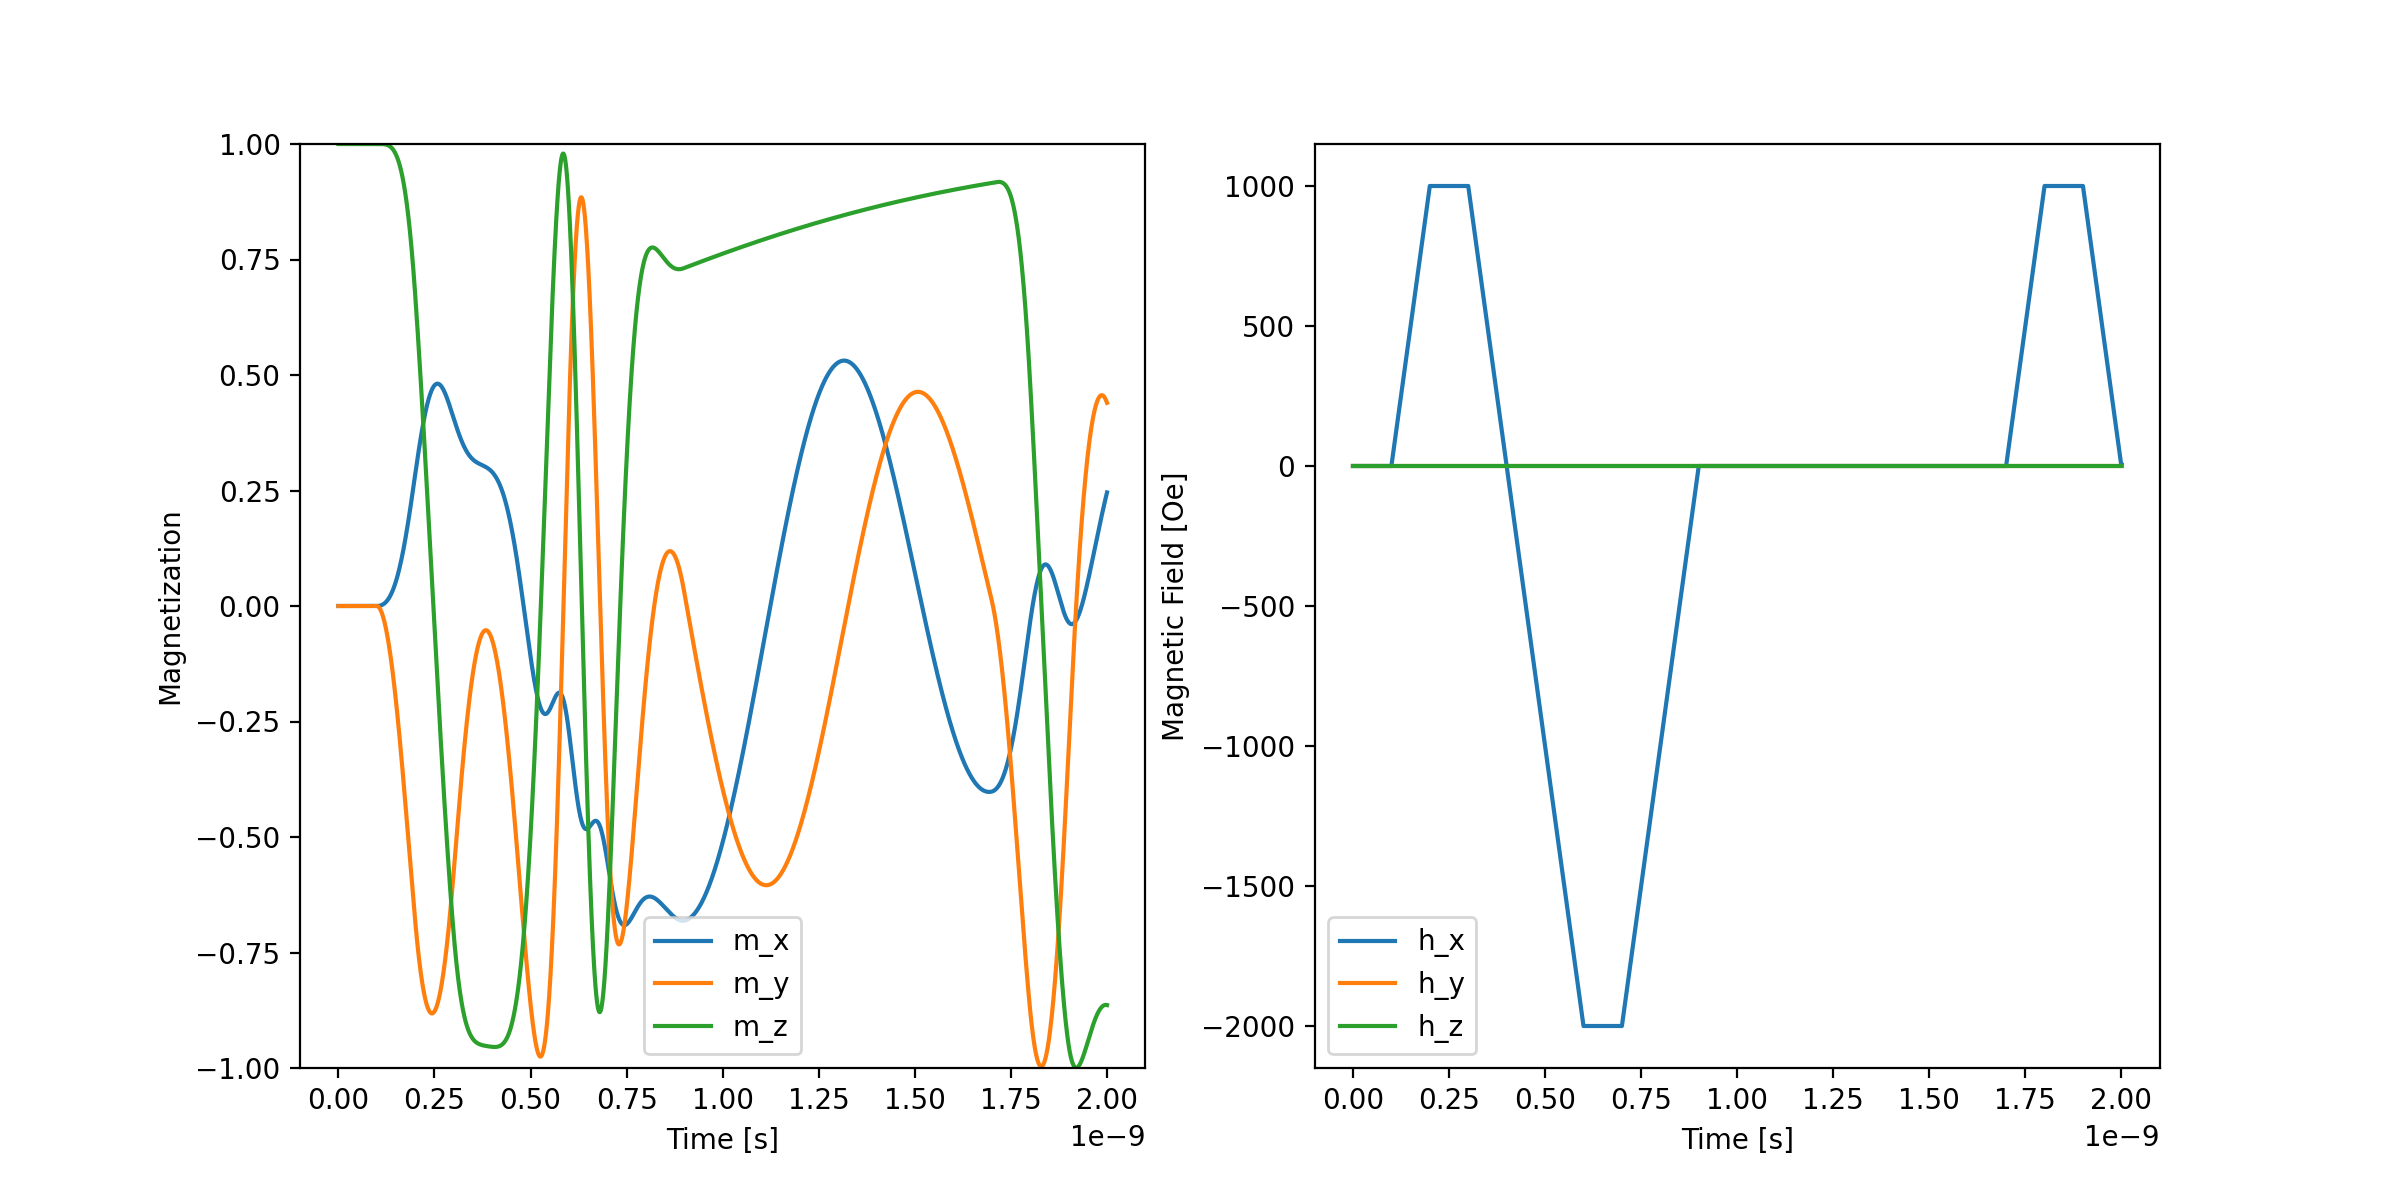 1.00
0.75
0.50
0.25
0.00
−0.25
−0.50
−0.75
−1.00
Magnetization
0.00 0.25 0.50 0.75 1.00 1.25 1.50 1.75 2.00
Time [s]
1e−9
m_x
m_y
m_z
1000
500
0
−500
−1000
−1500
−2000
Magnetic Field [Oe]
0.00 0.25 0.50 0.75 1.00 1.25 1.50 1.75 2.00
Time [s]
1e−9
h_x
h_y
h_z